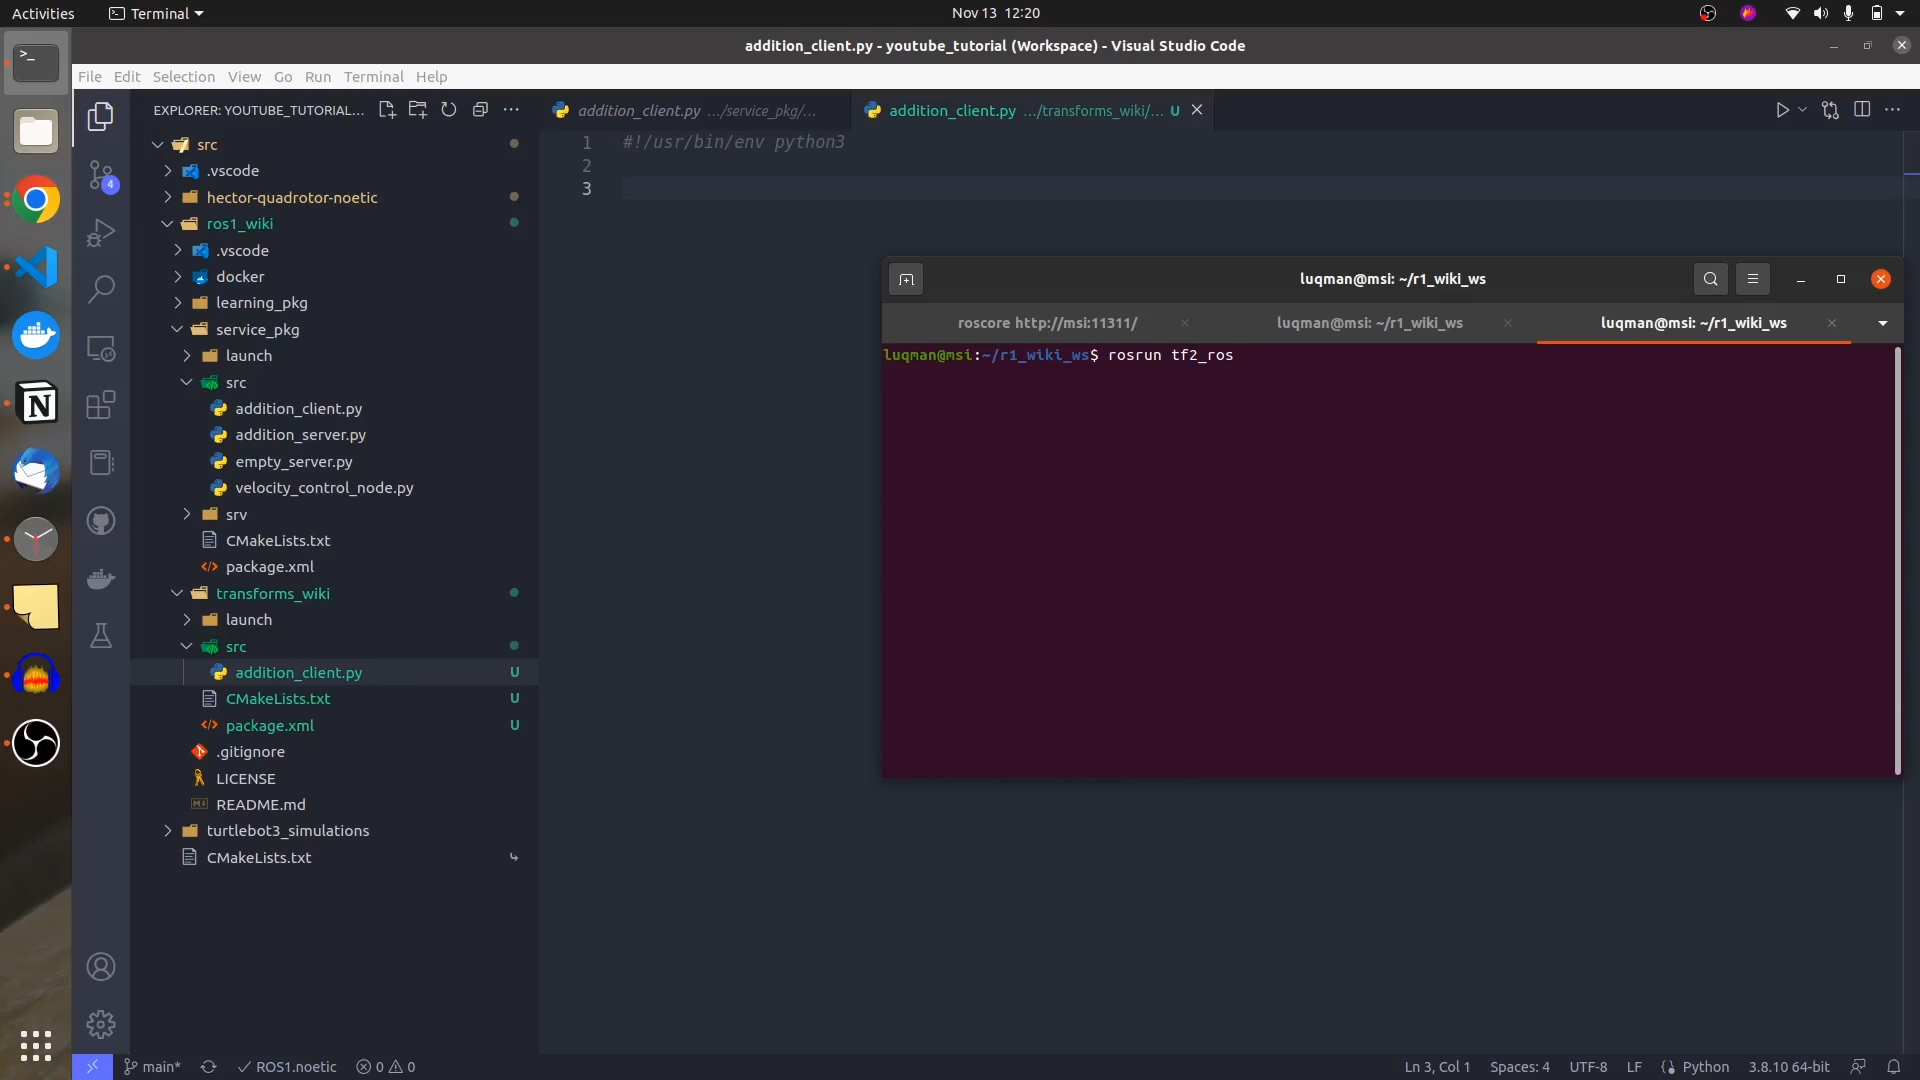 Activities
Terminal
Nov 13 12:20
addition_client.py - youtube_tutorial (Workspace) - Visual Studio Code
File Edit Selection View Go Run Terminal Help
EXPLORER: YOUTUBE_TUTORIAL...
addition_client.py .../service_pkg/...
addition_client.py .../transforms_wiki/... U
src
.vscode
hector-quadrotor-noetic
ros1_wiki
.vscode
docker
learning_pkg
service_pkg
launch
src
addition_client.py
addition_server.py
empty_server.py
velocity_control_node.py
srv
CMakeLists.txt
package.xml
transforms_wiki
launch
src
addition_client.py U
CMakeLists.txt U
package.xml U
.gitignore
LICENSE
README.md
turtlebot3_simulations
CMakeLists.txt
4
1 #!/usr/bin/env python3
2
3
luqman@msi: ~/r1_wiki_ws
roscore http://msi:11311/
luqman@msi: ~/r1_wiki_ws
luqman@msi: ~/r1_wiki_ws
luqman@msi:~/r1_wiki_ws$ rosrun tf2_ros
main*
ROS1.noetic
0 0
Ln 3, Col 1
Spaces: 4
UTF-8
LF
Python
3.8.10 64-bit